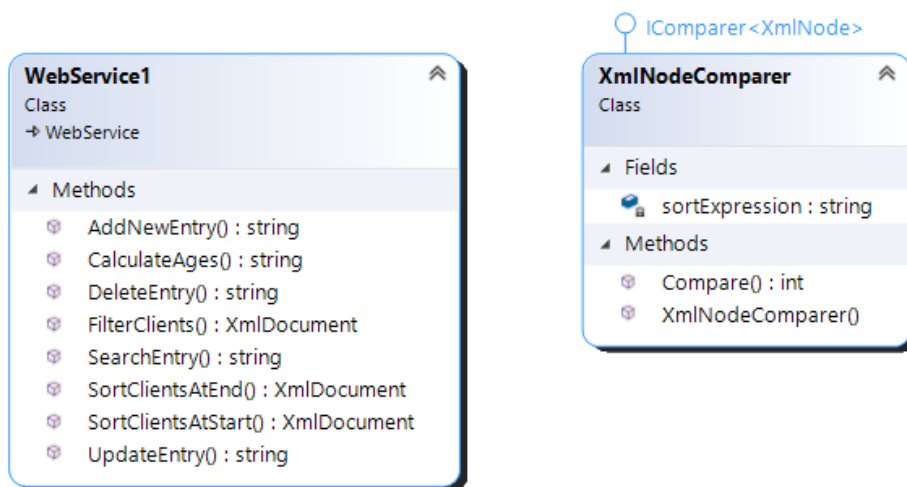 WebService1
Class
WebService
Methods
AddNewEntry() : string
CalculateAges() : string
DeleteEntry() : string
FilterClients() : XmlDocument
SearchEntry() : string
SortClientsAtEnd() : XmlDocument
SortClientsAtStart() : XmlDocument
UpdateEntry() : string
IComparer<XmlNode>
XmlNodeComparer
Class
Fields
sortExpression : string
Methods
Compare() : int
XmlNodeComparer()